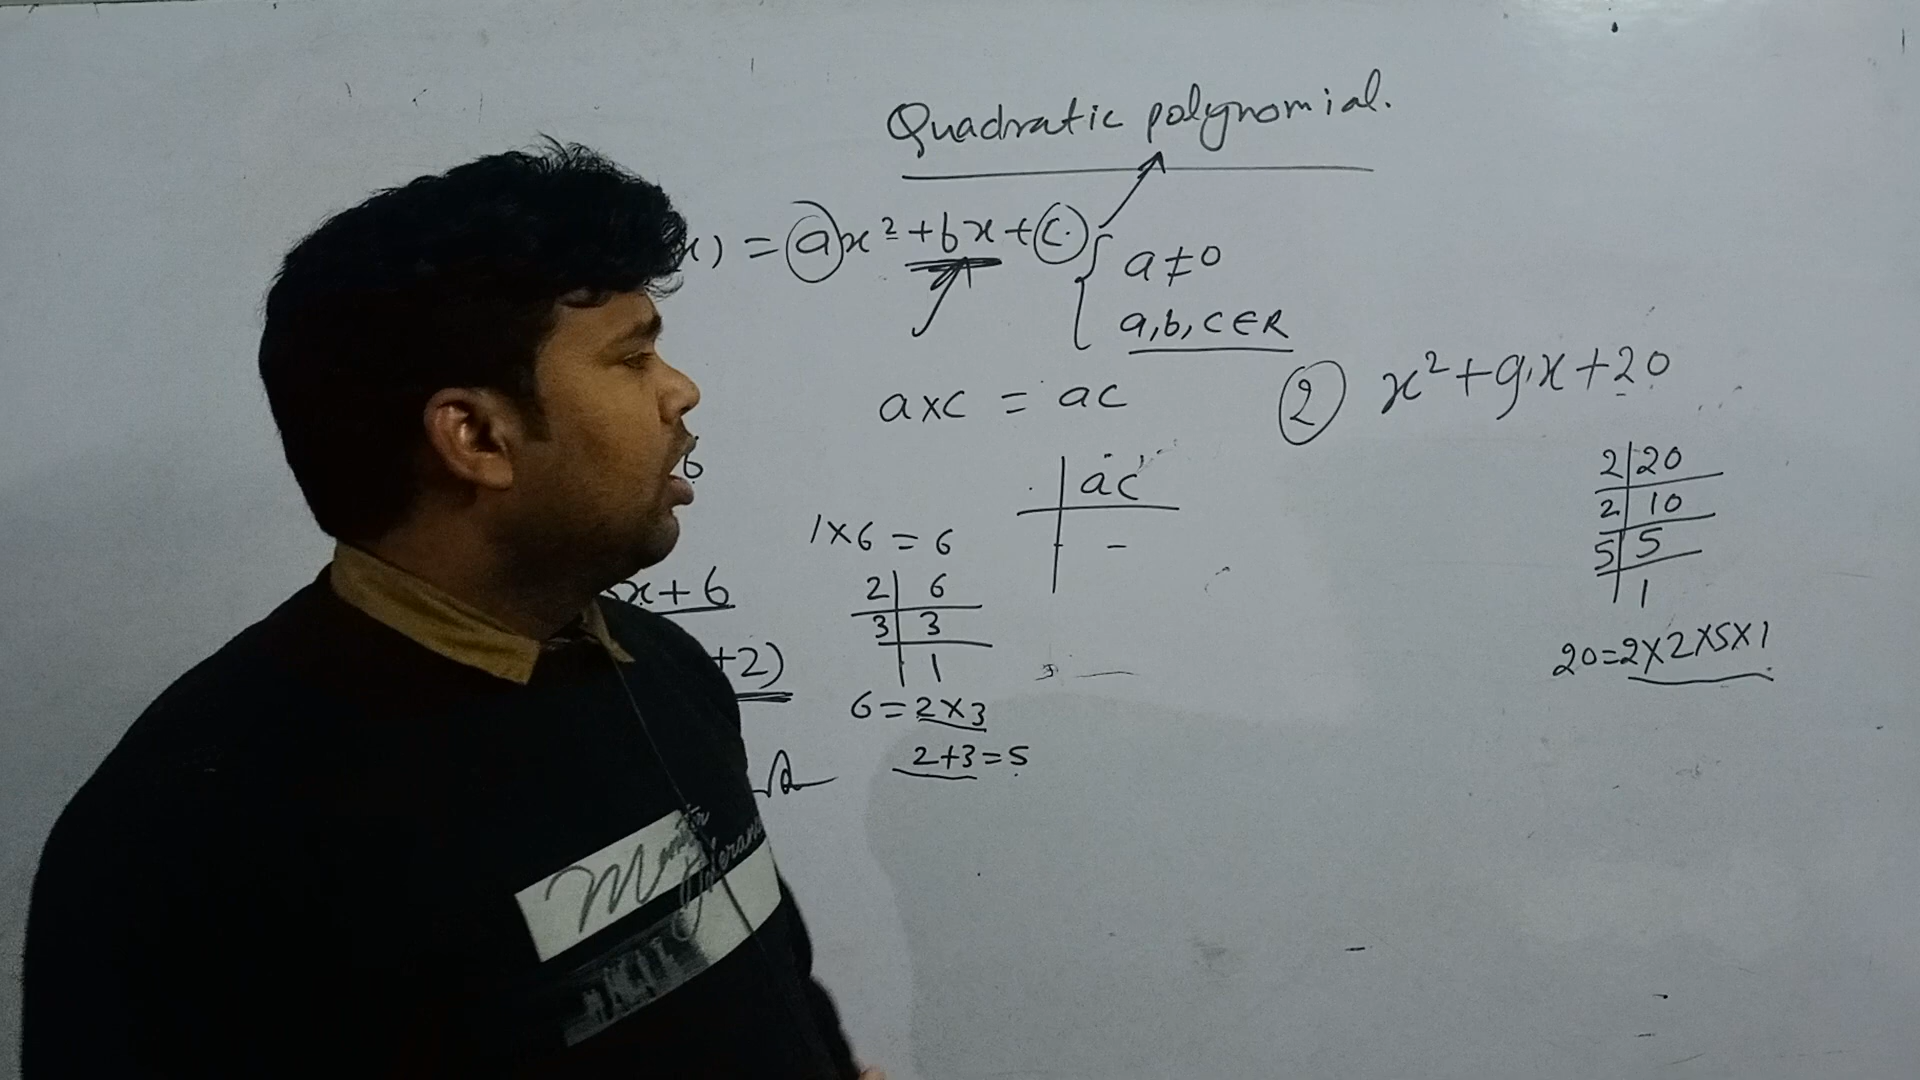 Quadratic polynomial.
x) = ax² + bx + c
a ≠ 0
a, b, c ∈ R
a×c = ac
② x² + 9x + 20
6
ac
-
1×6 = 6
x + 6
2 | 6
3 | 3
1
+2)
6 = 2×3
2+3 = 5
2 | 20
2 | 10
5 | 5
1
20 = 2×2×5×1